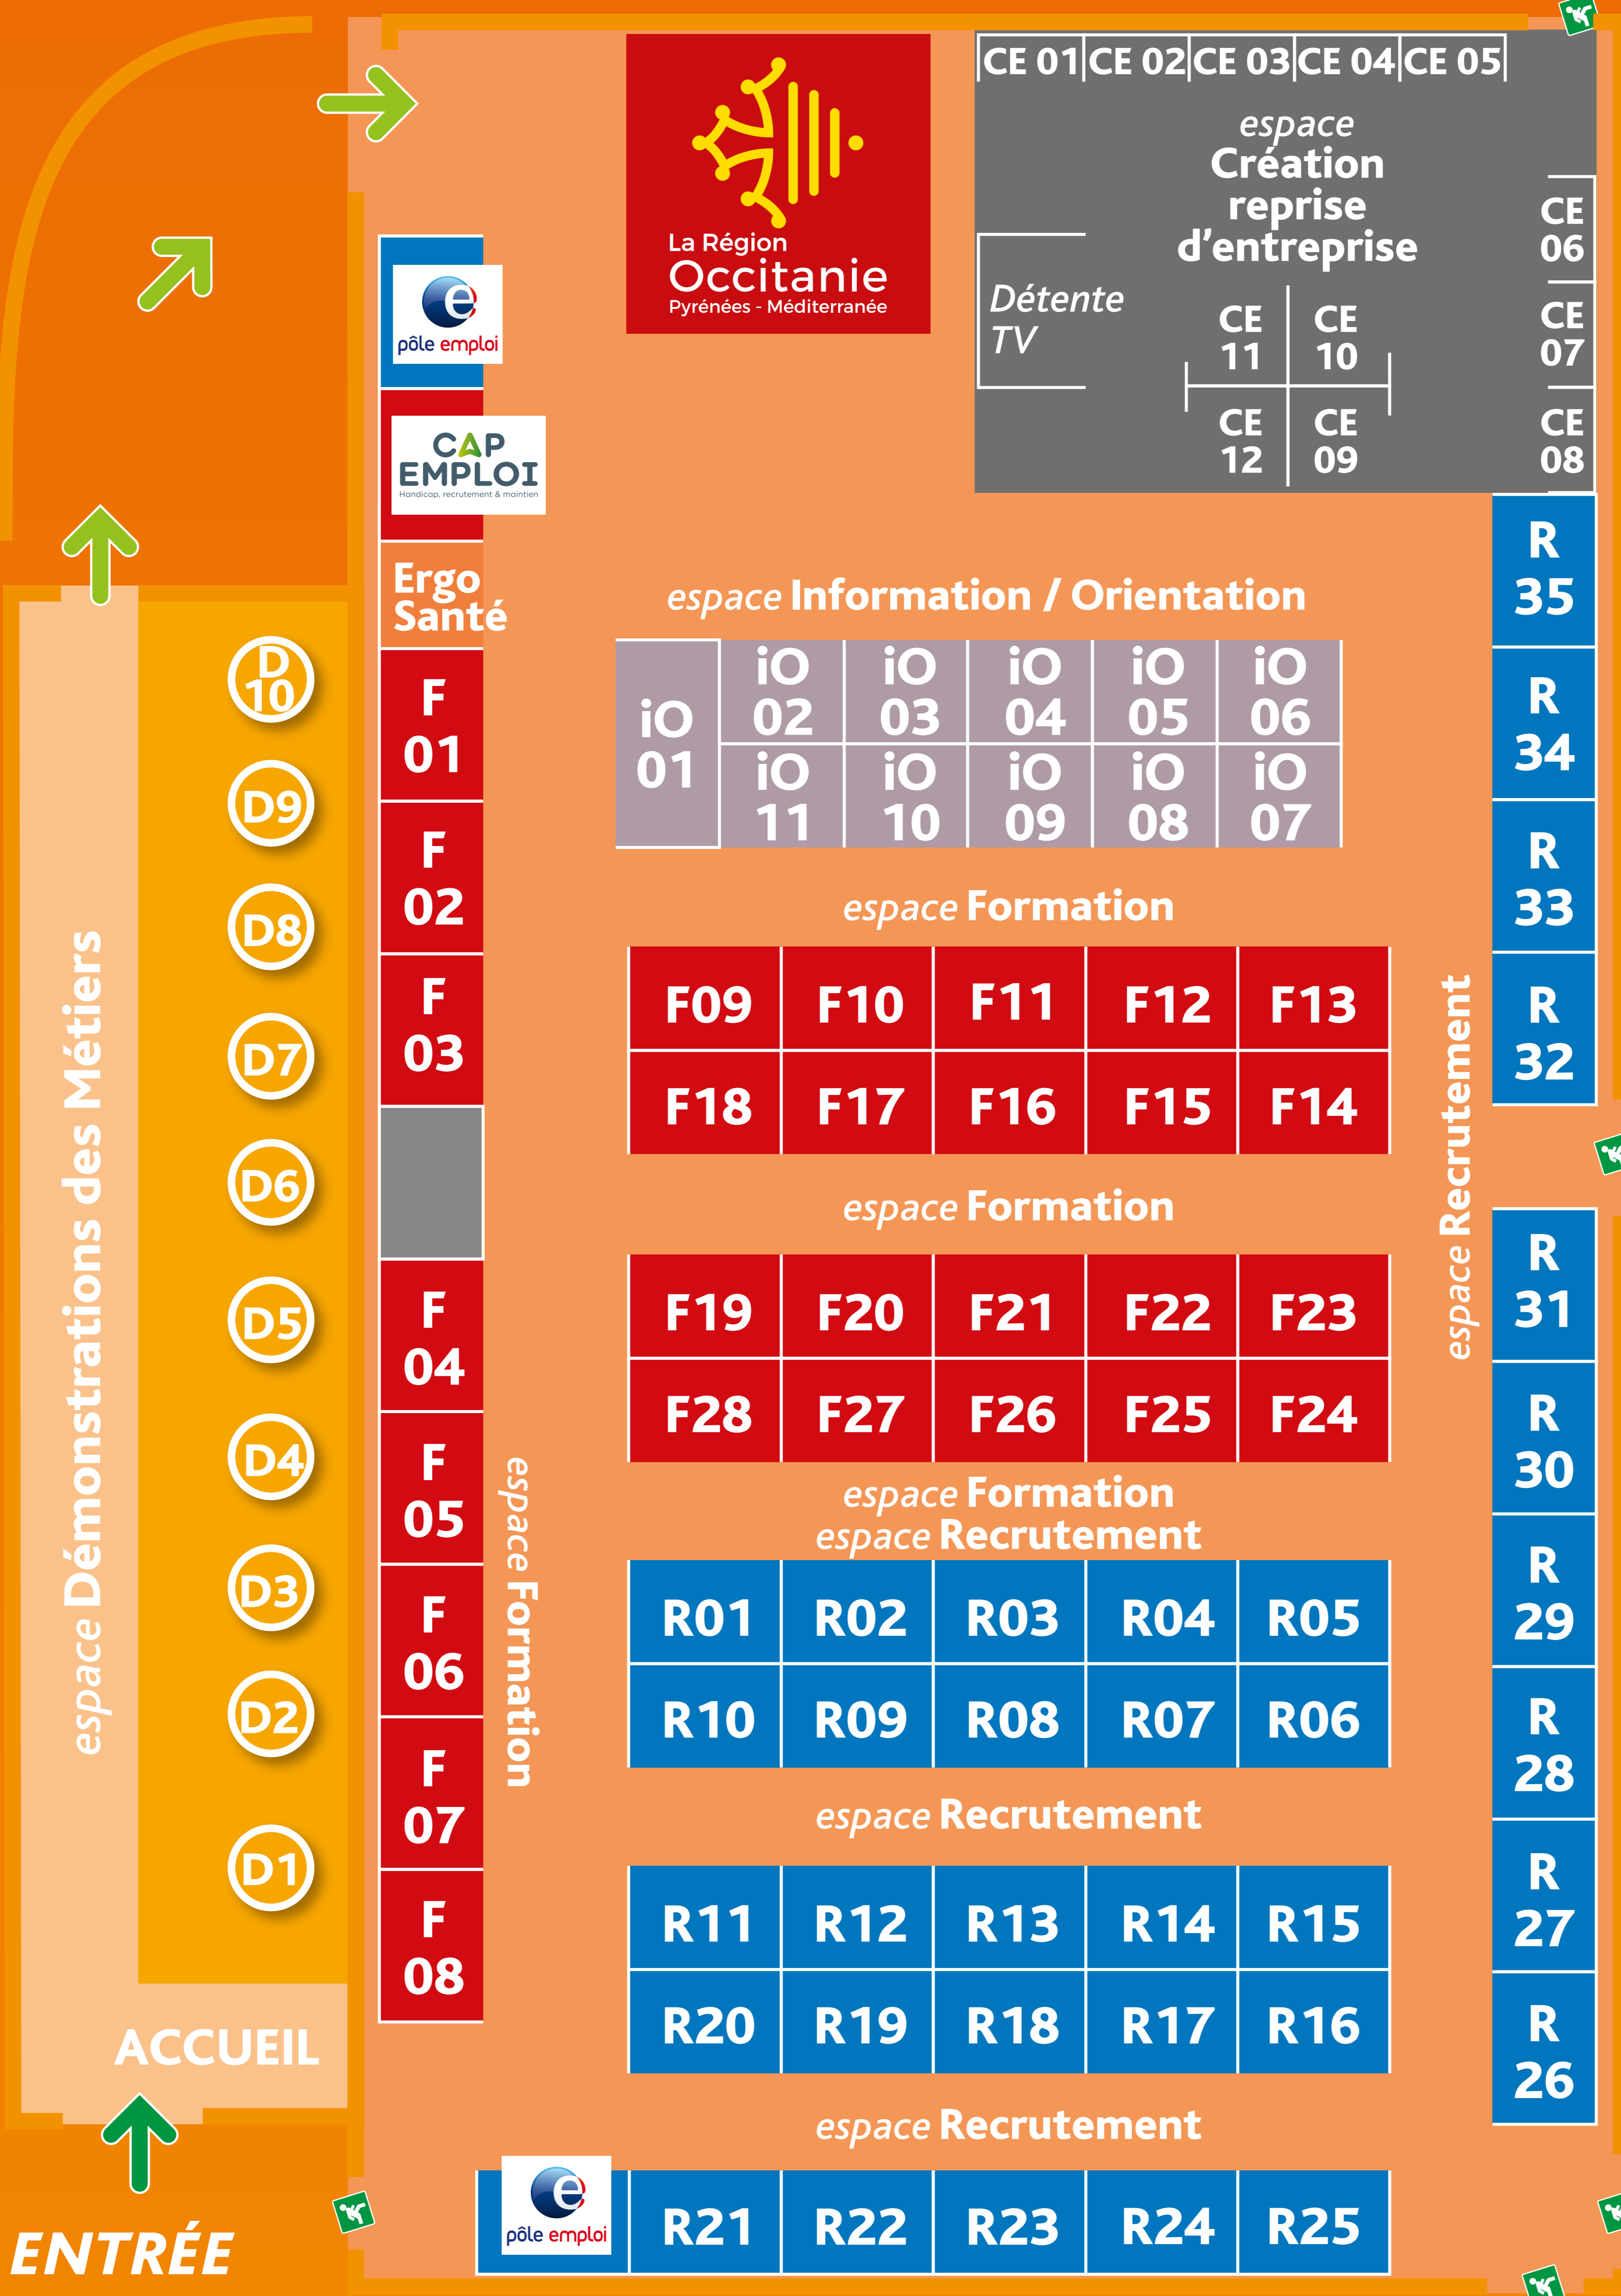 CE 01 CE 02 CE 03 CE 04 CE 05
espace
Création
reprise
d'entreprise
CE
06
CE
07
CE
08
Détente
TV
CE
11
CE
10
CE
12
CE
09
La Région
Occitanie
Pyrénées - Méditerranée
pôle emploi
CAP
EMPLOI
Handicap, recrutement & maintien
Ergo
Santé
F
01
F
02
F
03
F
04
F
05
F
06
F
07
F
08
espace Formation
espace Démonstrations des Métiers
D
10
D9
D8
D7
D6
D5
D4
D3
D2
D1
ACCUEIL
ENTRÉE
espace Information / Orientation
iO
01
iO
02
iO
03
iO
04
iO
05
iO
06
iO
11
iO
10
iO
09
iO
08
iO
07
espace Formation
F09 F10 F11 F12 F13
F18 F17 F16 F15 F14
espace Formation
F19 F20 F21 F22 F23
F28 F27 F26 F25 F24
espace Formation
espace Recrutement
R01 R02 R03 R04 R05
R10 R09 R08 R07 R06
espace Recrutement
R11 R12 R13 R14 R15
R20 R19 R18 R17 R16
espace Recrutement
pôle emploi
R21 R22 R23 R24 R25
espace Recrutement
R
35
R
34
R
33
R
32
R
31
R
30
R
29
R
28
R
27
R
26